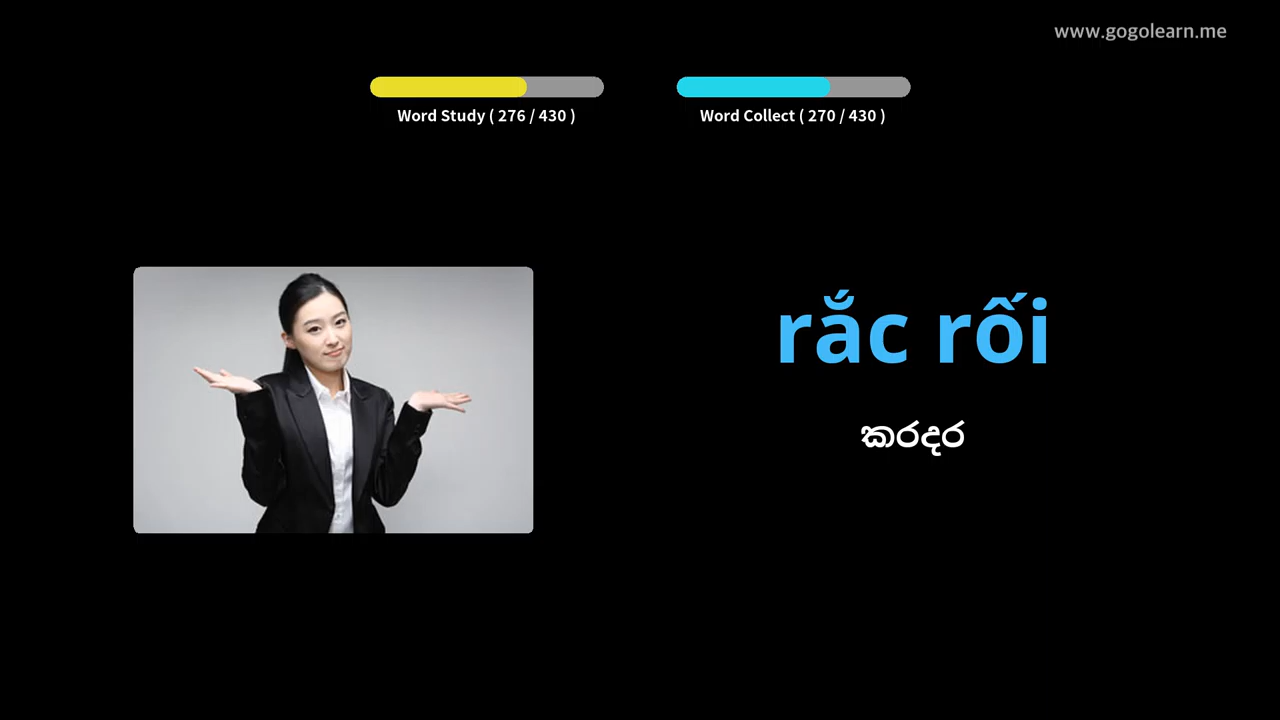 www.gogolearn.me
Word Study ( 276 / 430 )
Word Collect ( 270 / 430 )
rắc rối
කරදර